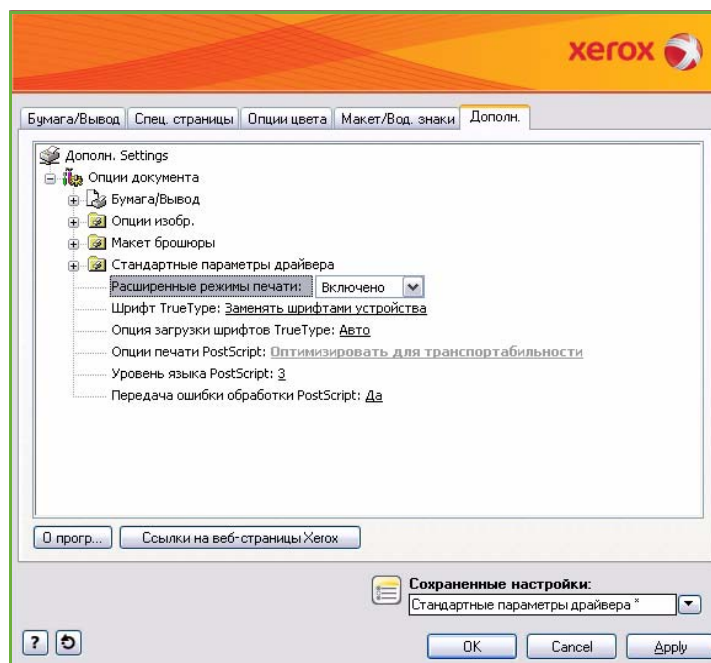 xerox
Бумага/Вывод Спец. страницы Опции цвета Макет/Вод. знаки Дополн.
Дополн. Settings
Опции документа
Бумага/Вывод
Опции изобр.
Макет брошюры
Стандартные параметры драйвера
Расширенные режимы печати: Включено
Шрифт TrueType: Заменять шрифтами устройства
Опция загрузки шрифтов TrueType: Авто
Опции печати PostScript: Оптимизировать для транспортабильности
Уровень языка PostScript: 3
Передача ошибки обработки PostScript: Да
О прогр... Ссылки на веб-страницы Xerox
Сохраненные настройки:
Стандартные параметры драйвера *
? OK Cancel Apply